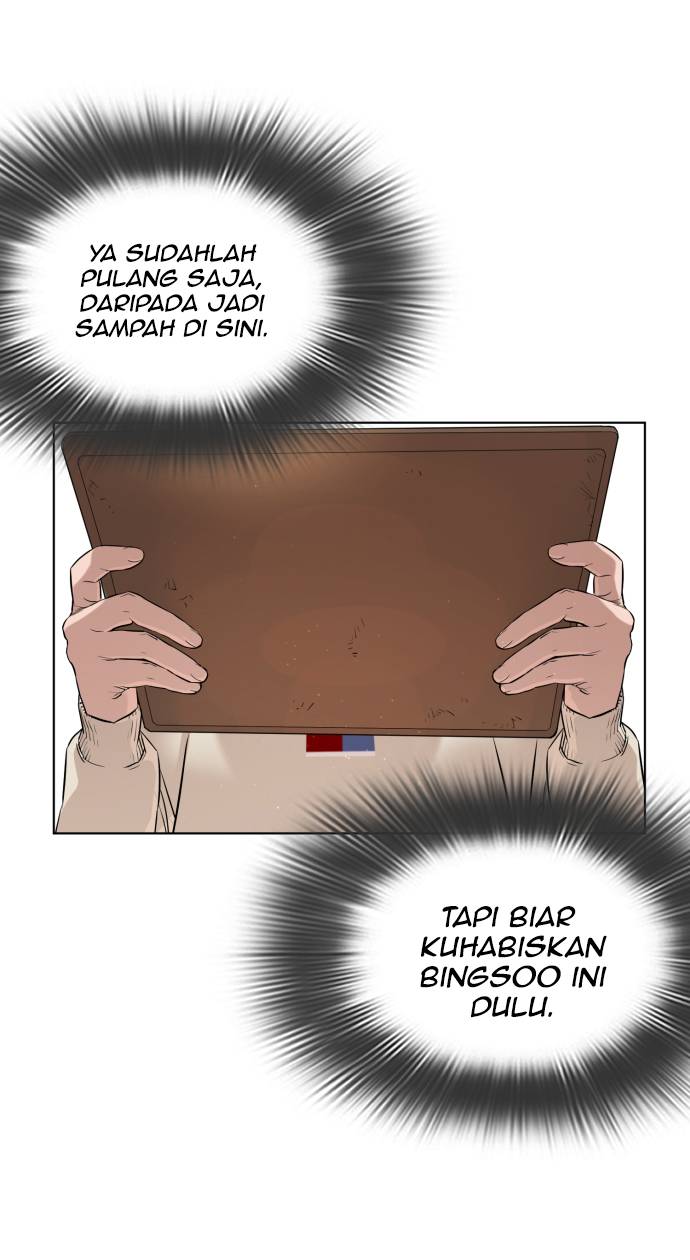 YA SUDAHLAH
PULANG SAJA,
DARIPADA JADI
SAMPAH DI SINI.
TAPI BIAR
KUHABISKAN
BINGSOO INI
DULU.